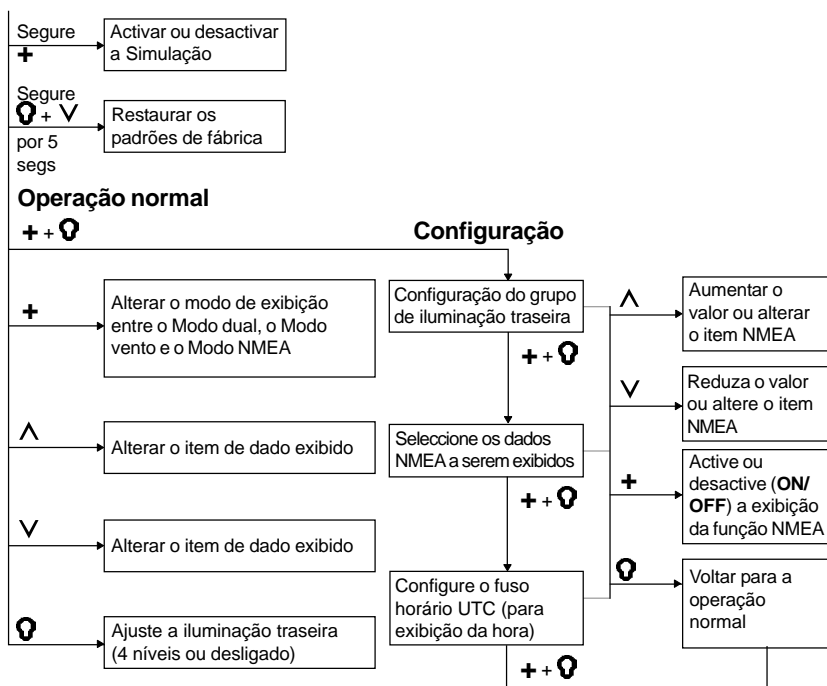 Segure
+
Activar ou desactivar
a Simulação
Segure
+ V
por 5
segs
Restaurar os
padrões de fábrica
Operação normal
+ +
Configuração
+
Alterar o modo de exibição
entre o Modo dual, o Modo
vento e o Modo NMEA
Λ
Alterar o item de dado exibido
V
Alterar o item de dado exibido
Ajuste a iluminação traseira
(4 níveis ou desligado)
Configuração do grupo
de iluminação traseira
+ +
Seleccione os dados
NMEA a serem exibidos
+ +
Configure o fuso
horário UTC (para
exibição da hora)
+ +
Λ
Aumentar o
valor ou alterar
o item NMEA
V
Reduza o valor
ou altere o item
NMEA
+
Active ou
desactive (ON/
OFF) a exibição
da função NMEA
Voltar para a
operação
normal